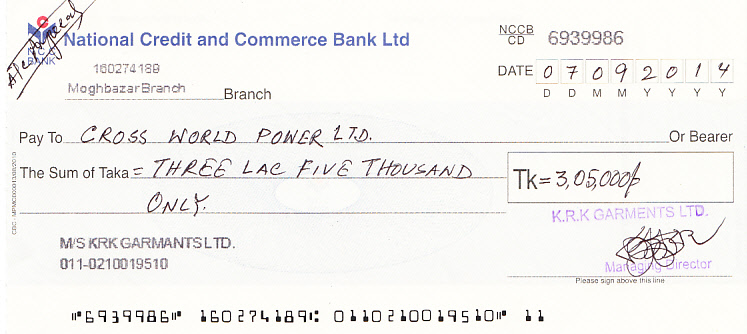 A/c Payee
N C C
BANK
National Credit and Commerce Bank Ltd
NCCB
CD 6939986
160274189
Moghbazar Branch Branch
DATE 0 7 0 9 2 0 1 4
D D M M Y Y Y Y
Pay To CROSS WORLD POWER LTD. Or Bearer
The Sum of Taka = THREE LAC FIVE THOUSAND
ONLY.
Tk = 3,05,000/-
K.R.K GARMENTS LTD.
M/S KRK GARMANTS LTD.
011-0210019510
Managing Director
Please sign above this line
⑈6939986⑈ 160274189⑆ 0110210019510⑈ 11